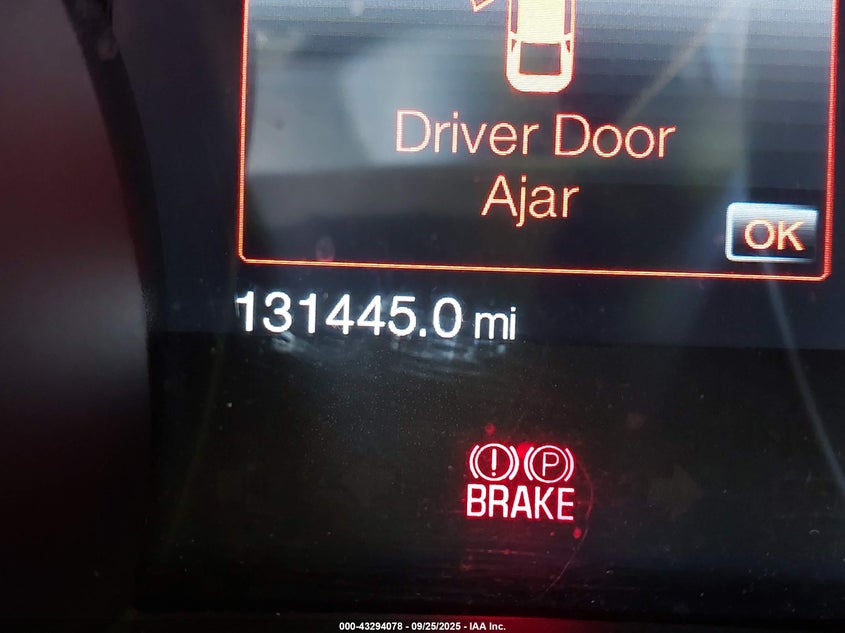 Driver Door
Ajar
OK
131445.0 mi
(!) (P)
BRAKE
000-43294078 - 09/25/2025 - IAA Inc.